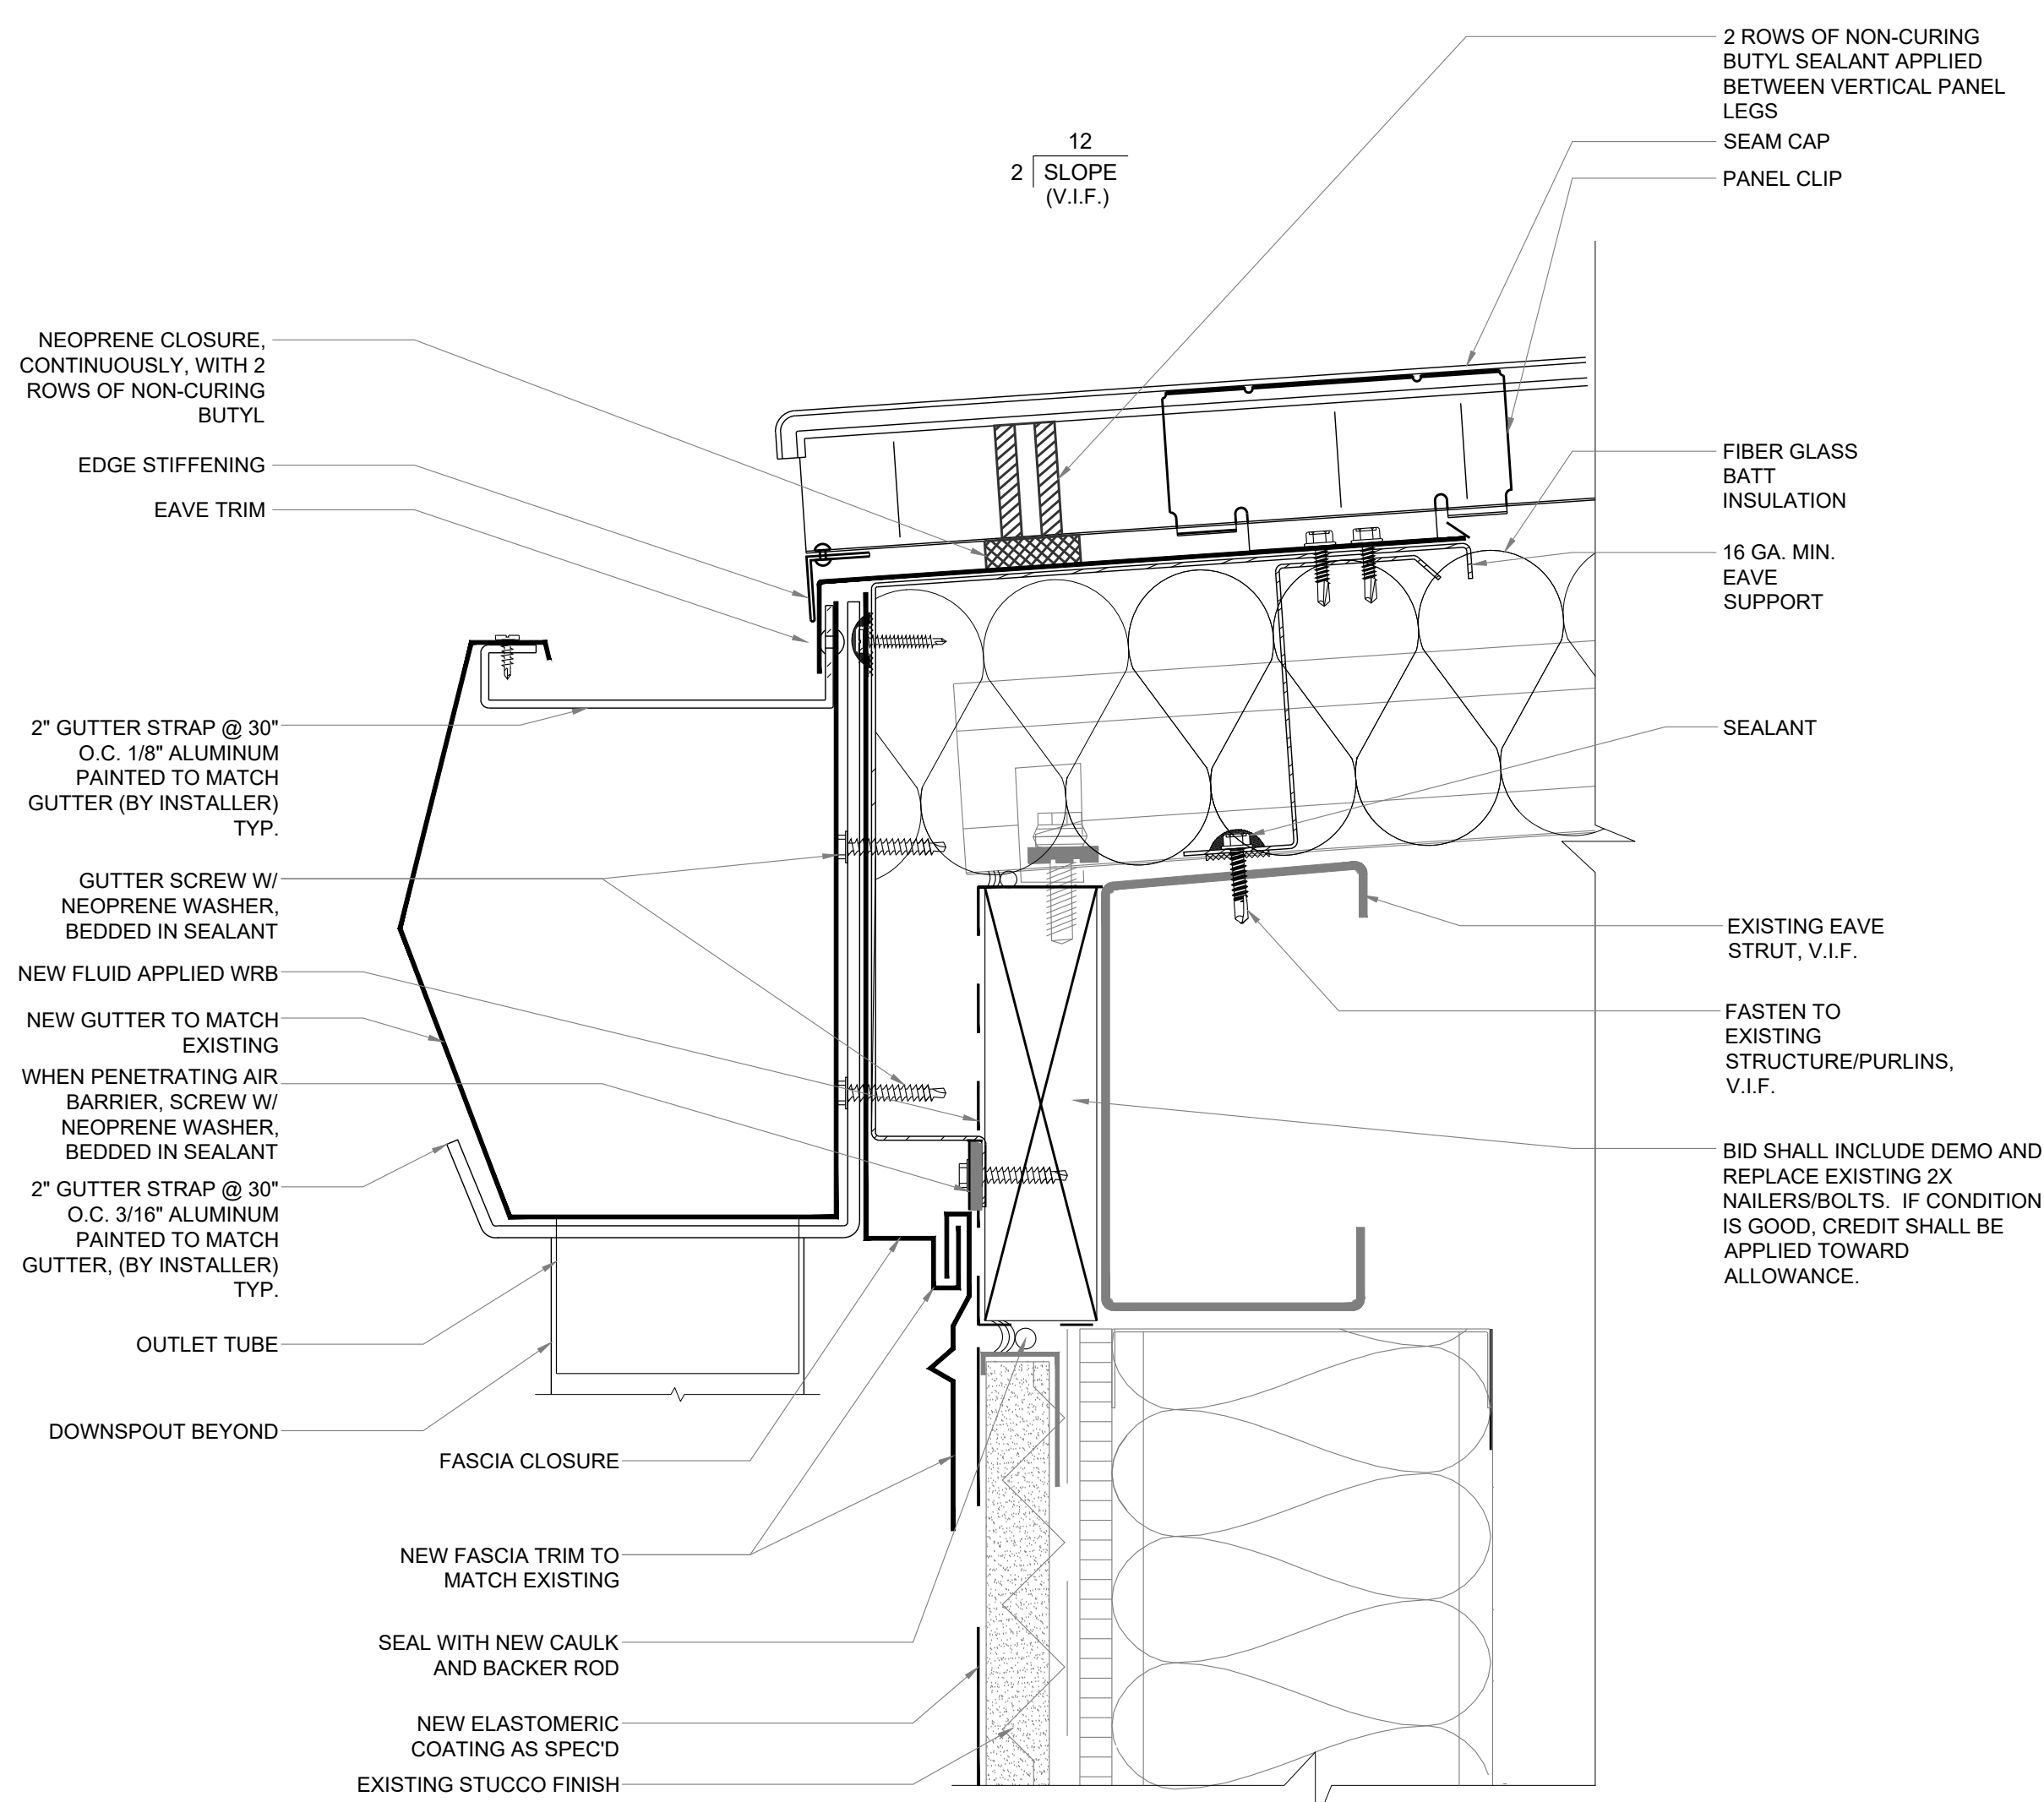 2 ROWS OF NON-CURING
BUTYL SEALANT APPLIED
BETWEEN VERTICAL PANEL
LEGS
SEAM CAP
PANEL CLIP
12
2 SLOPE
(V.I.F.)
NEOPRENE CLOSURE,
CONTINUOUSLY, WITH 2
ROWS OF NON-CURING
BUTYL
EDGE STIFFENING
EAVE TRIM
2" GUTTER STRAP @ 30"
O.C. 1/8" ALUMINUM
PAINTED TO MATCH
GUTTER (BY INSTALLER)
TYP.
GUTTER SCREW W/
NEOPRENE WASHER,
BEDDED IN SEALANT
NEW FLUID APPLIED WRB
NEW GUTTER TO MATCH
EXISTING
WHEN PENETRATING AIR
BARRIER, SCREW W/
NEOPRENE WASHER,
BEDDED IN SEALANT
2" GUTTER STRAP @ 30"
O.C. 3/16" ALUMINUM
PAINTED TO MATCH
GUTTER, (BY INSTALLER)
TYP.
OUTLET TUBE
DOWNSPOUT BEYOND
FASCIA CLOSURE
NEW FASCIA TRIM TO
MATCH EXISTING
SEAL WITH NEW CAULK
AND BACKER ROD
NEW ELASTOMERIC
COATING AS SPEC'D
EXISTING STUCCO FINISH
FIBER GLASS
BATT
INSULATION
16 GA. MIN.
EAVE
SUPPORT
SEALANT
EXISTING EAVE
STRUT, V.I.F.
FASTEN TO
EXISTING
STRUCTURE/PURLINS,
V.I.F.
BID SHALL INCLUDE DEMO AND
REPLACE EXISTING 2X
NAILERS/BOLTS. IF CONDITION
IS GOOD, CREDIT SHALL BE
APPLIED TOWARD
ALLOWANCE.